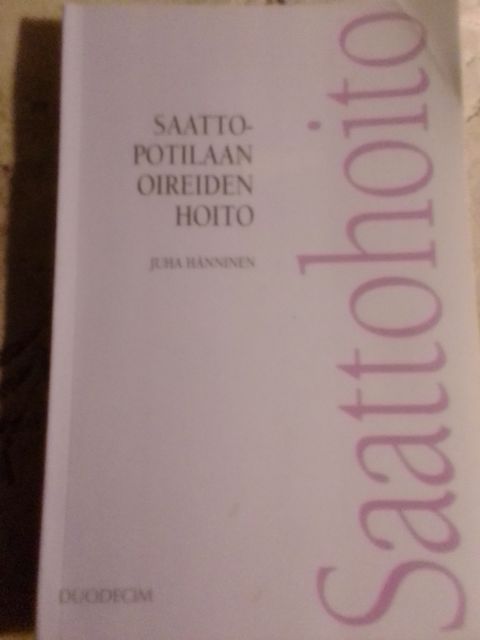 SAATTO-
POTILAAN
OIREIDEN
HOITO
JUHA HÄNNINEN
Saattohoito
DUODECIM